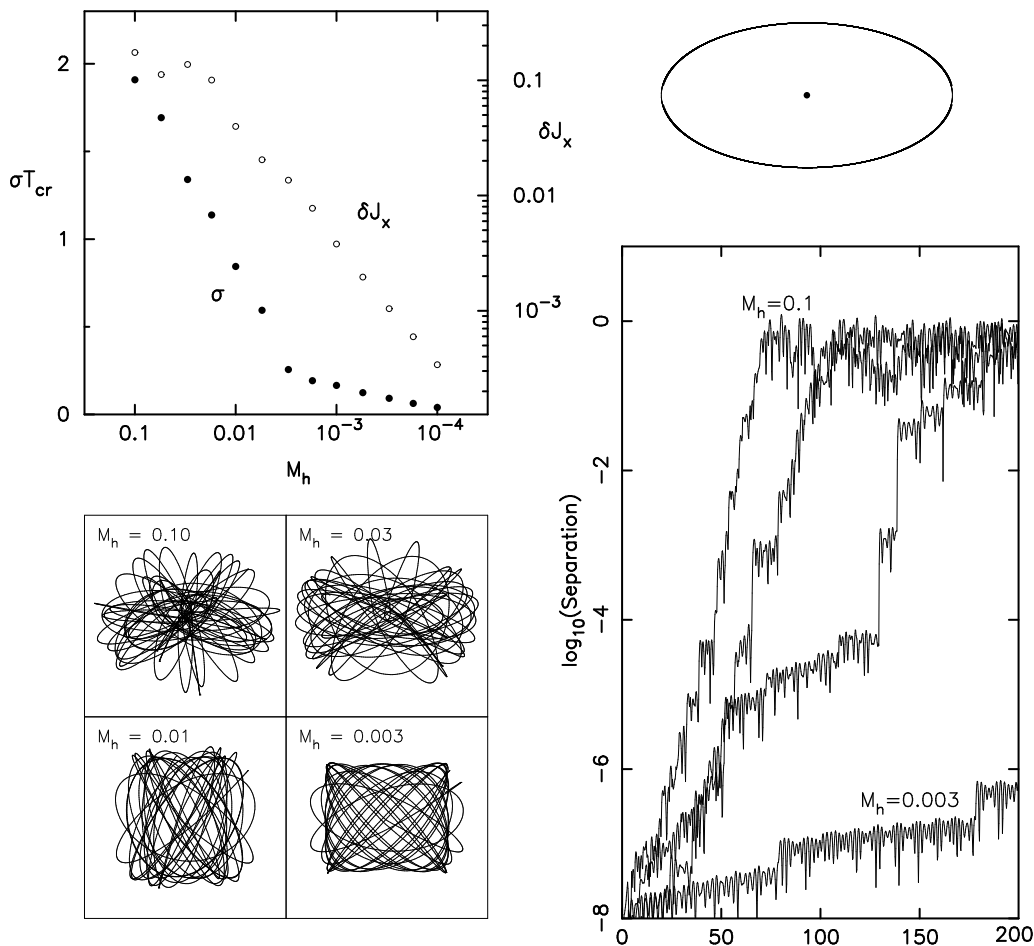 2
1
0
σT_cr
0.1
0.01
10⁻³
10⁻⁴
M_h
σ
δJ_x
0.1
0.01
10⁻³
δJ_x
M_h = 0.10
M_h = 0.03
M_h = 0.01
M_h = 0.003
M_h=0.1
M_h=0.003
0
−2
−4
−6
−8
log₁₀(Separation)
0
50
100
150
200